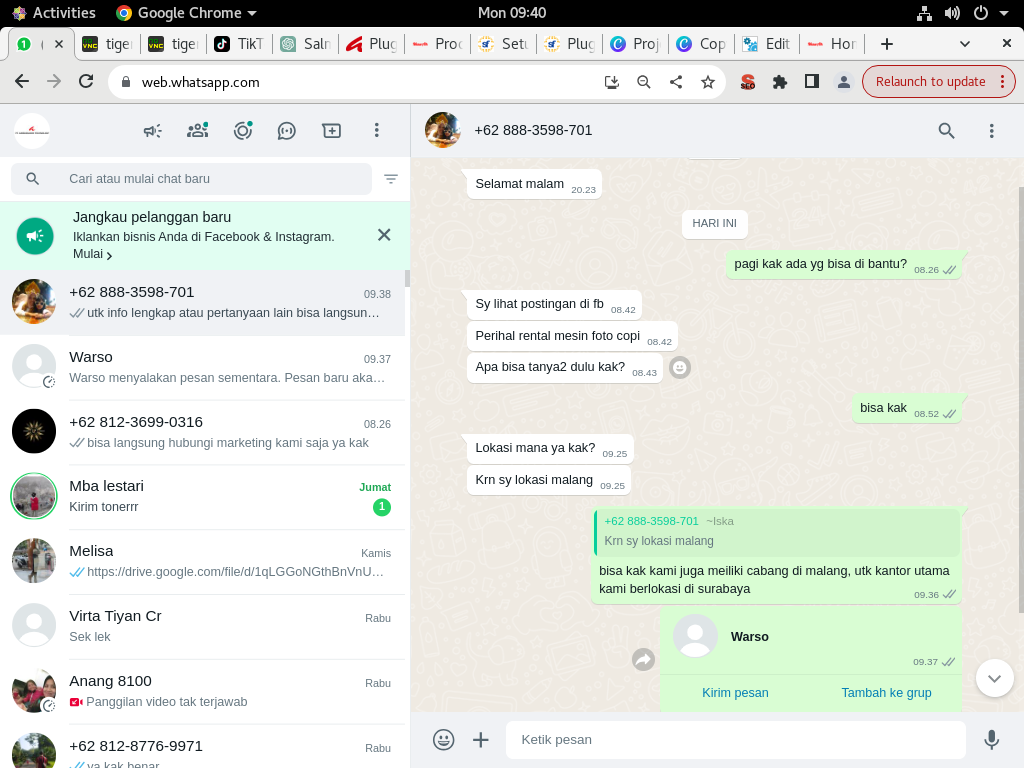 Activities
Google Chrome
Mon 09:40
1
(
tige
tige
TikT
Saln
Plug
Proc
Setu
Plug
Proj
Cop
Edit
Hor
web.whatsapp.com
SEO
Relaunch to update
+62 888-3598-701
Cari atau mulai chat baru
Jangkau pelanggan baru
Iklankan bisnis Anda di Facebook & Instagram.
Mulai
+62 888-3598-701
09.38
utk info lengkap atau pertanyaan lain bisa langsun…
Warso
09.37
Warso menyalakan pesan sementara. Pesan baru aka…
+62 812-3699-0316
08.26
bisa langsung hubungi marketing kami saja ya kak
Mba lestari
Jumat
Kirim tonerrr
1
Melisa
Kamis
https://drive.google.com/file/d/1qLGGoNGthBnVnU…
Virta Tiyan Cr
Rabu
Sek lek
Anang 8100
Rabu
Panggilan video tak terjawab
+62 812-8776-9971
Rabu
ya kak benar
Selamat malam 20.23
HARI INI
pagi kak ada yg bisa di bantu? 08.26
Sy lihat postingan di fb 08.42
Perihal rental mesin foto copi 08.42
Apa bisa tanya2 dulu kak? 08.43
bisa kak 08.52
Lokasi mana ya kak? 09.25
Krn sy lokasi malang 09.25
+62 888-3598-701 ~Iska
Krn sy lokasi malang
bisa kak kami juga meiliki cabang di malang, utk kantor utama
kami berlokasi di surabaya 09.36
Warso
09.37
Kirim pesan
Tambah ke grup
Ketik pesan